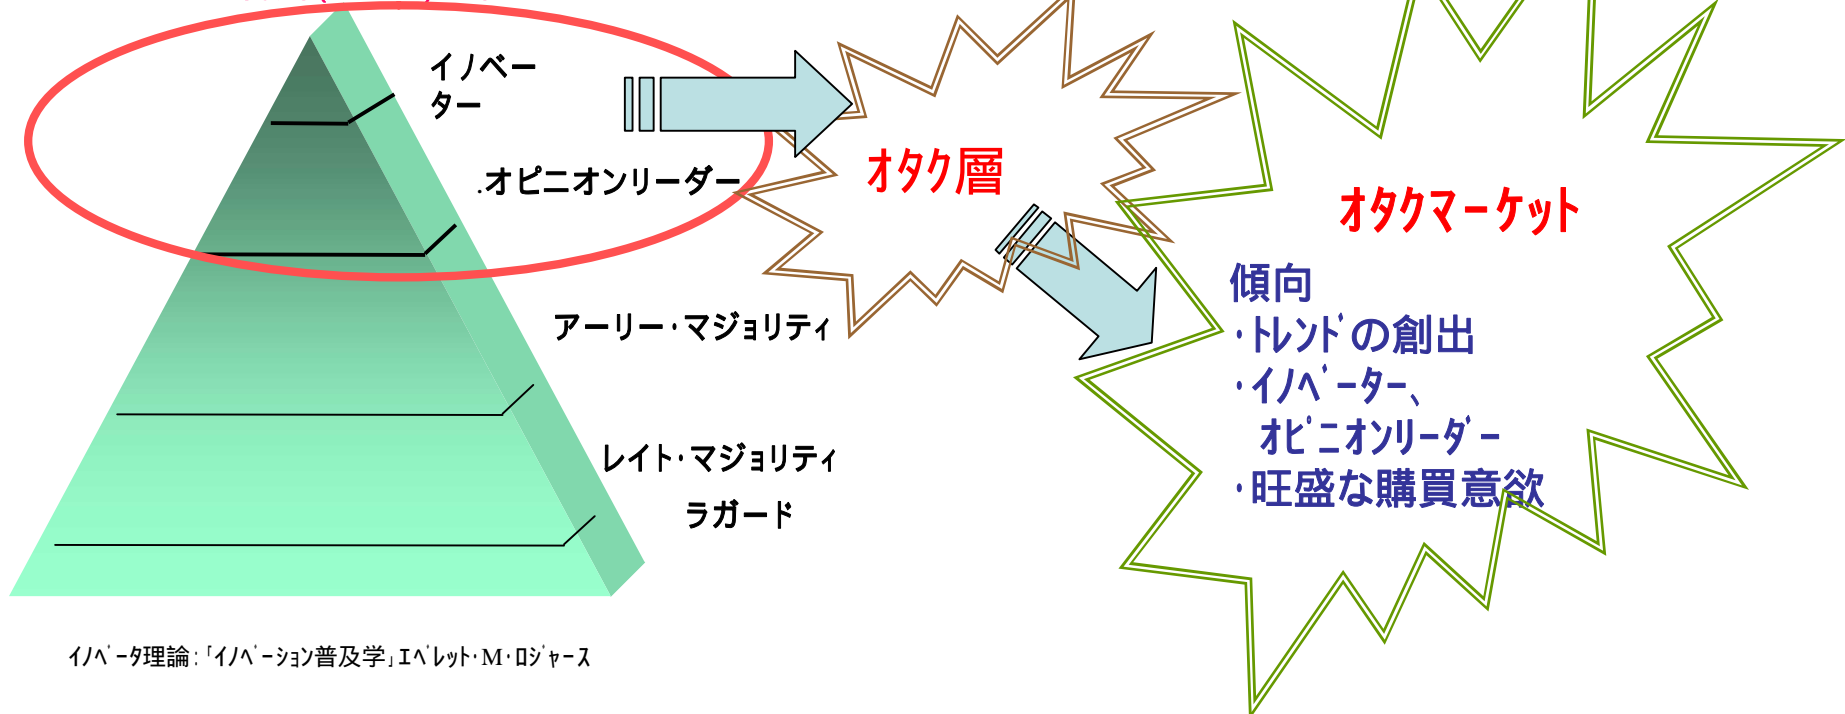 イノベー
ター
.オピニオンリーダー
アーリー・マジョリティ
レイト・マジョリティ
ラガード
イノベータ理論:「イノベーション普及学」エベレット・M・ロジャース
オタク層
オタクマーケット
傾向
・トレンドの創出
・イノベーター、
オピニオンリーダー
・旺盛な購買意欲